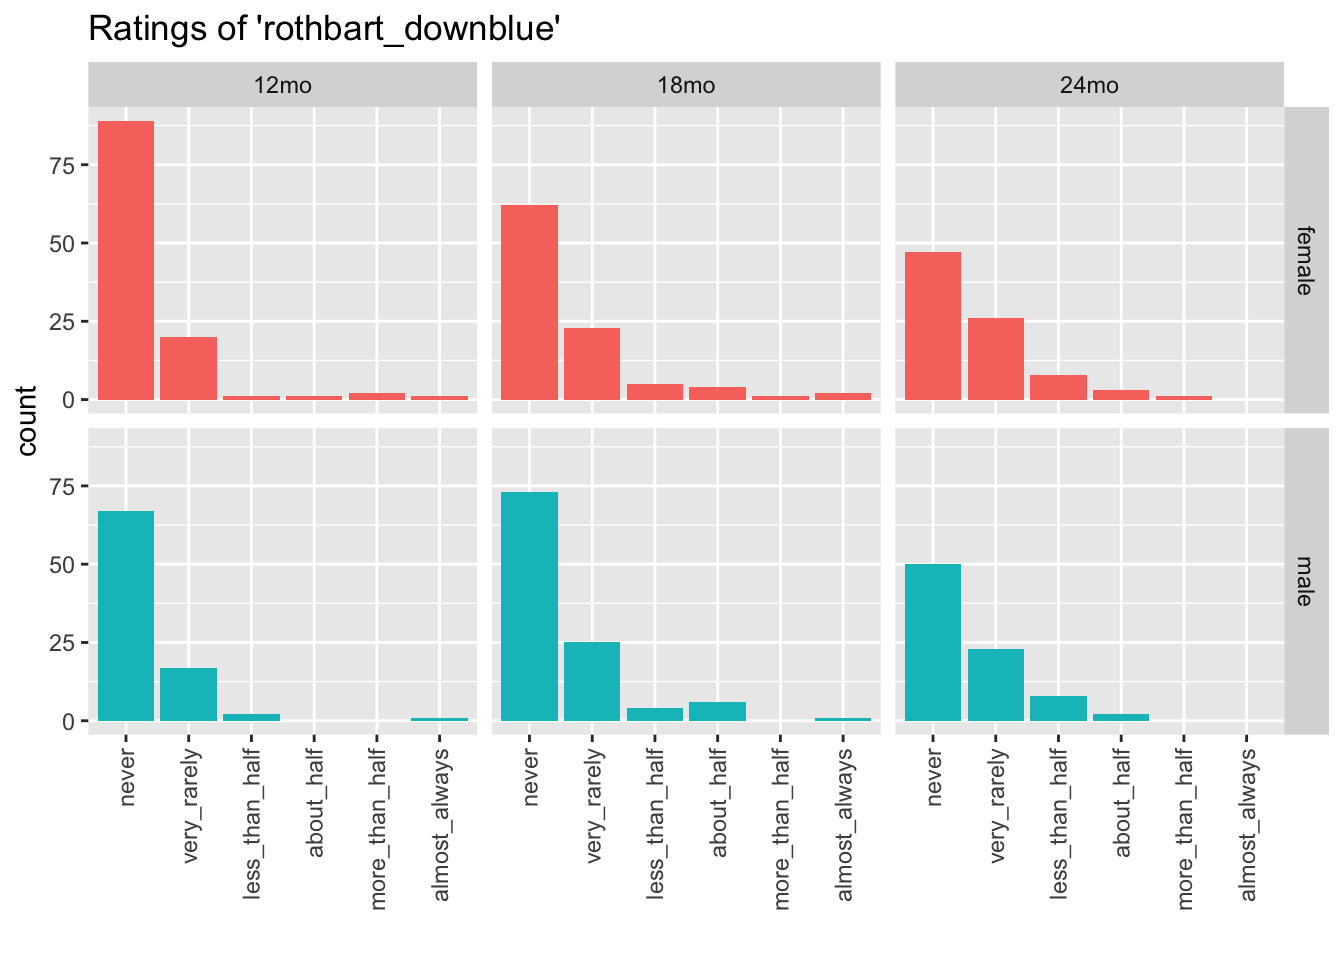 Ratings of 'rothbart_downblue'
12mo
18mo
24mo
count
75
50
25
0
female
75
50
25
0
male
never
very_rarely
less_than_half
about_half
more_than_half
almost_always
never
very_rarely
less_than_half
about_half
more_than_half
almost_always
never
very_rarely
less_than_half
about_half
more_than_half
almost_always